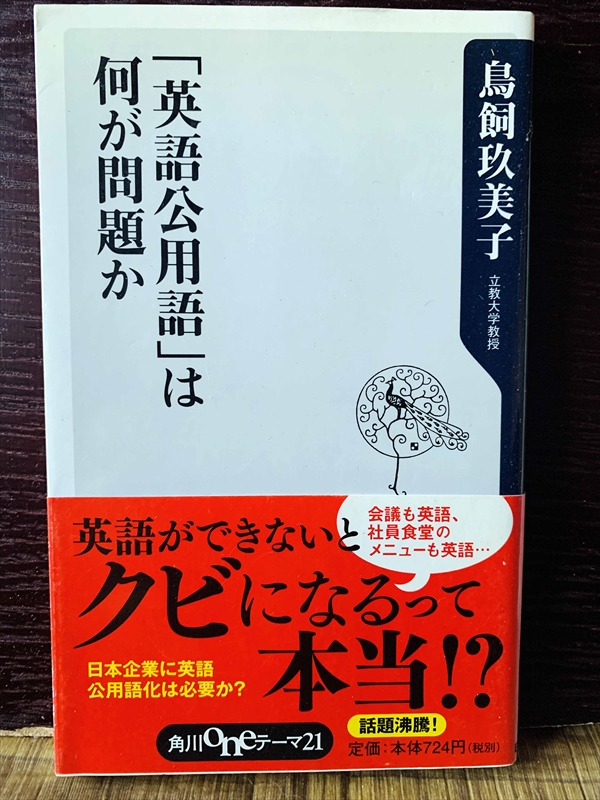 鳥飼玖美子
立教大学教授
「英語公用語」は
何が問題か
会議も英語、
社員食堂の
メニューも英語…
英語ができないと
クビになるって
本当!?
日本企業に英語
公用語化は必要か?
話題沸騰!
角川oneテーマ21
定価:本体724円(税別)